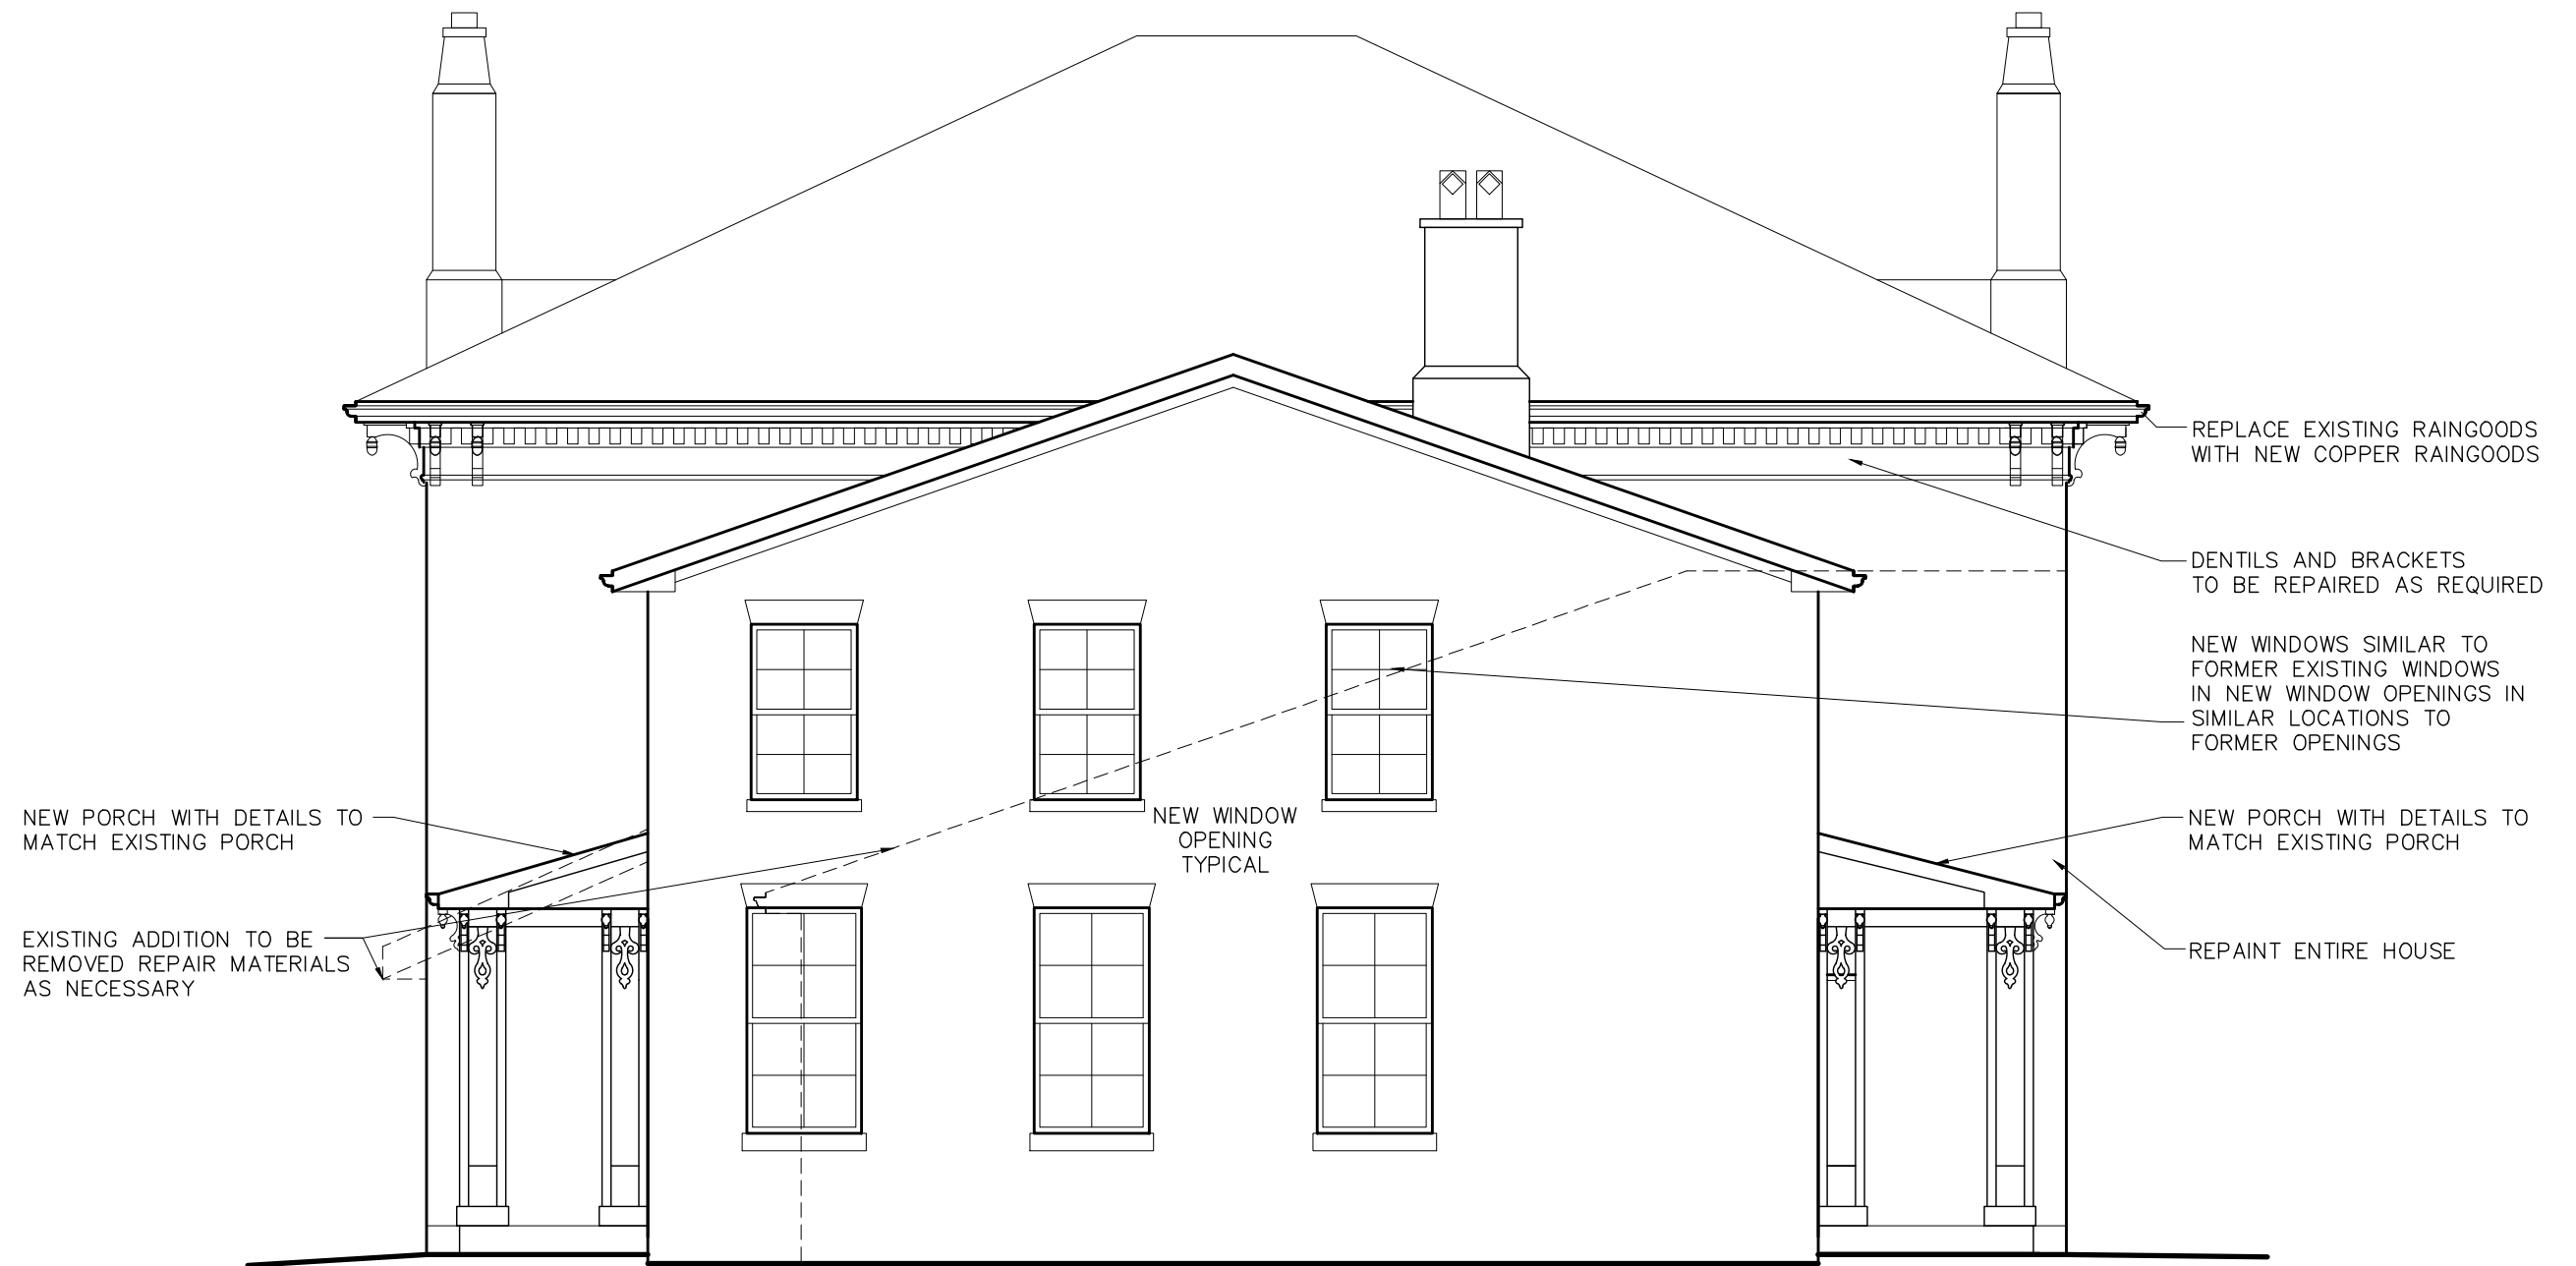 REPLACE EXISTING RAINGOODS
WITH NEW COPPER RAINGOODS
DENTILS AND BRACKETS
TO BE REPAIRED AS REQUIRED
NEW WINDOWS SIMILAR TO
FORMER EXISTING WINDOWS
IN NEW WINDOW OPENINGS IN
SIMILAR LOCATIONS TO
FORMER OPENINGS
NEW PORCH WITH DETAILS TO
MATCH EXISTING PORCH
NEW WINDOW
OPENING
TYPICAL
NEW PORCH WITH DETAILS TO
MATCH EXISTING PORCH
EXISTING ADDITION TO BE
REMOVED REPAIR MATERIALS
AS NECESSARY
REPAINT ENTIRE HOUSE